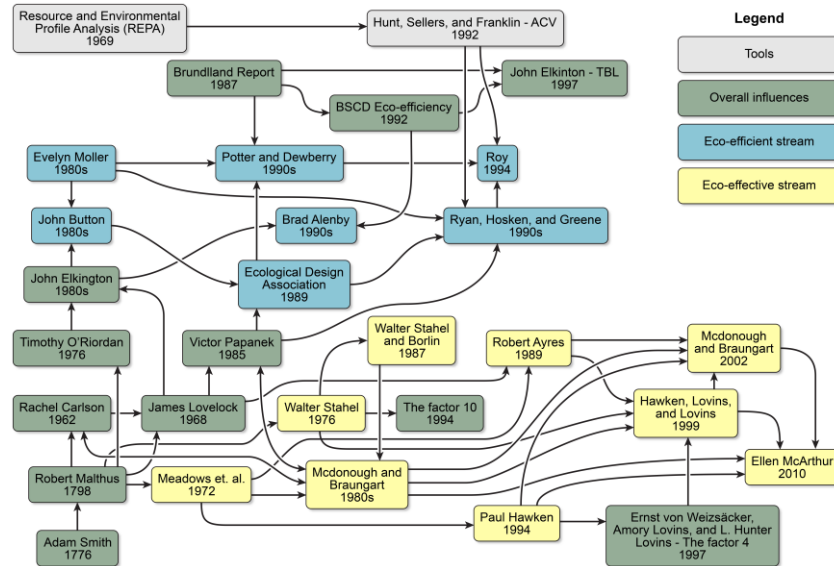 Resource and Environmental
Profile Analysis (REPA)
1969
Hunt, Sellers, and Franklin - ACV
1992
Legend
Tools
Overall influences
Eco-efficient stream
Eco-effective stream
Brundlland Report
1987
John Elkinton - TBL
1997
BSCD Eco-efficiency
1992
Evelyn Moller
1980s
Potter and Dewberry
1990s
Roy
1994
John Button
1980s
Brad Alenby
1990s
Ryan, Hosken, and Greene
1990s
John Elkington
1980s
Ecological Design
Association
1989
Timothy O'Riordan
1976
Victor Papanek
1985
Walter Stahel
and Borlin
1987
Robert Ayres
1989
Mcdonough
and Braungart
2002
Rachel Carlson
1962
James Lovelock
1968
Walter Stahel
1976
The factor 10
1994
Hawken, Lovins,
and Lovins
1999
Robert Malthus
1798
Meadows et. al.
1972
Mcdonough and
Braungart
1980s
Ellen McArthur
2010
Adam Smith
1776
Paul Hawken
1994
Ernst von Weizsäcker,
Amory Lovins, and L. Hunter
Lovins - The factor 4
1997